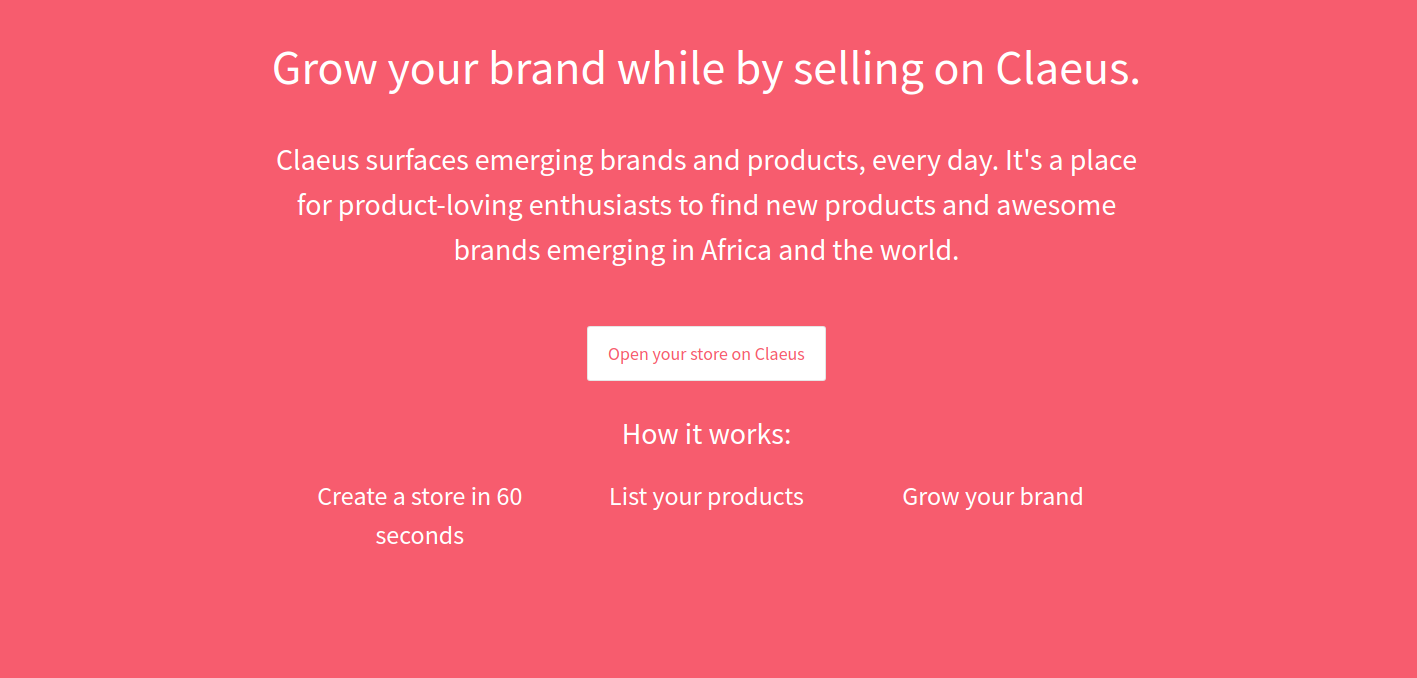 Grow your brand while by selling on Claeus.
Claeus surfaces emerging brands and products, every day. It's a place
for product-loving enthusiasts to find new products and awesome
brands emerging in Africa and the world.
Open your store on Claeus
How it works:
Create a store in 60
seconds
List your products
Grow your brand